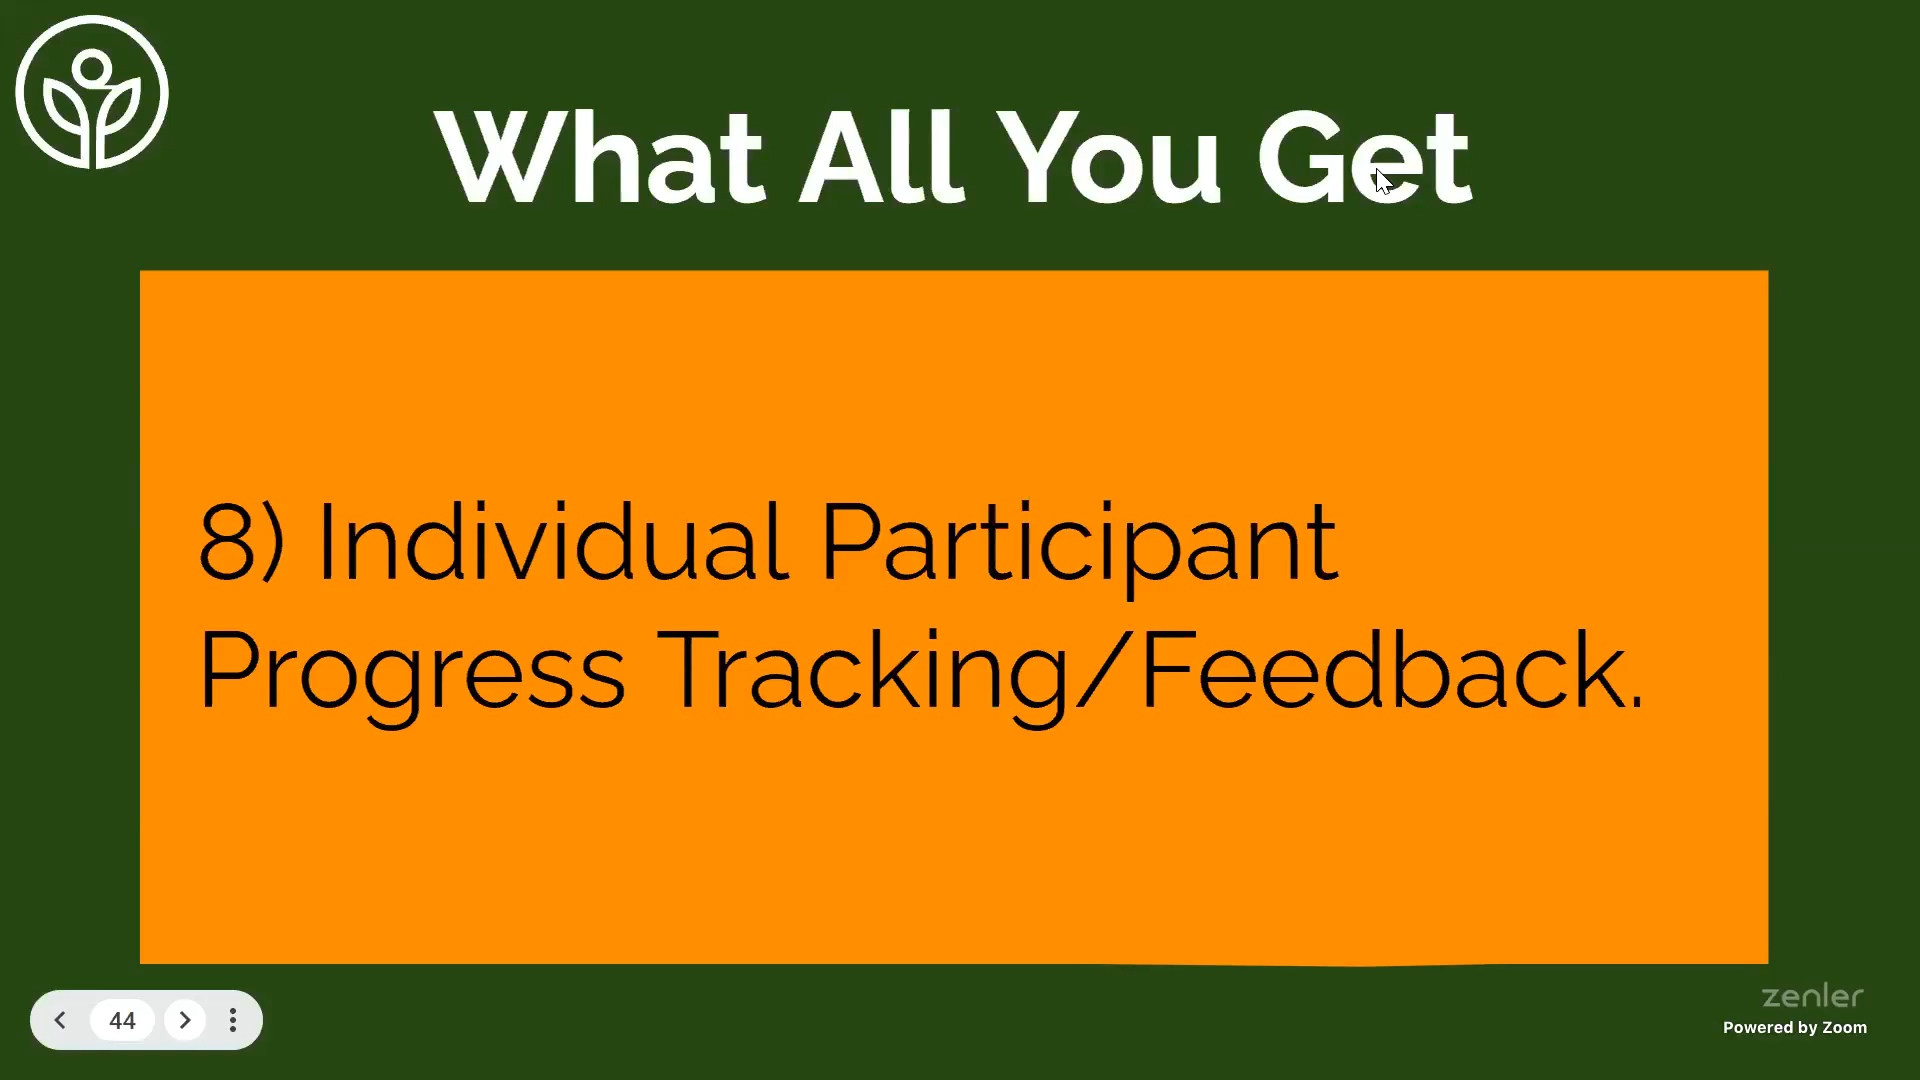 What All You Get
8) Individual Participant
Progress Tracking/Feedback.
44
zenler
Powered by Zoom